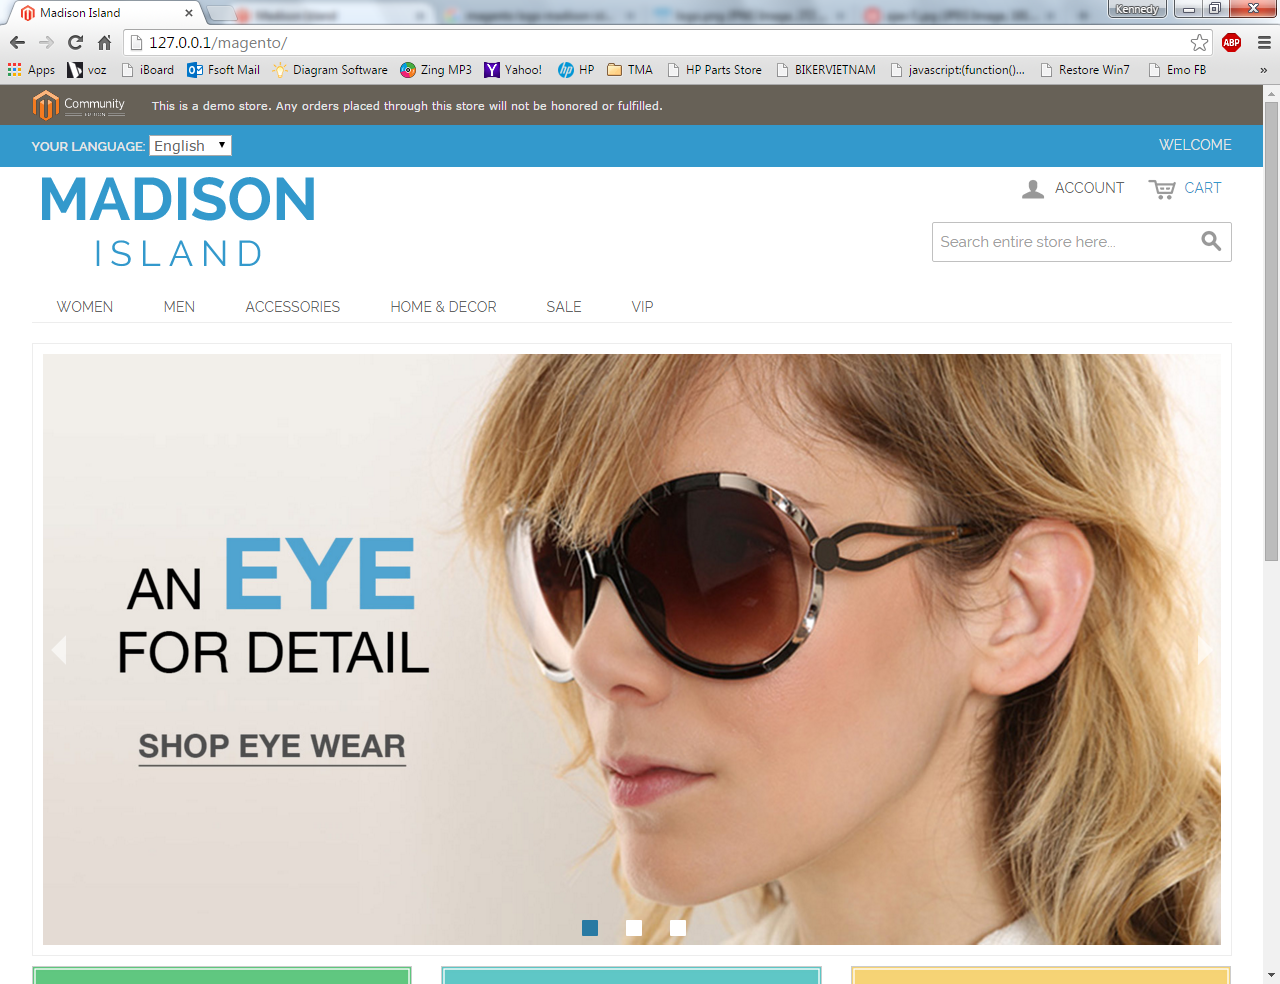 Madison Island
Kennedy
127.0.0.1/magento/
ABP
Apps voz iBoard Fsoft Mail Diagram Software Zing MP3 Yahoo! HP TMA HP Parts Store BIKERVIETNAM javascript:(function()... Restore Win7 Emo FB »
Community This is a demo store. Any orders placed through this store will not be honored or fulfilled.
YOUR LANGUAGE: English WELCOME
MADISON
ISLAND
ACCOUNT CART
Search entire store here...
WOMEN MEN ACCESSORIES HOME & DECOR SALE VIP
AN EYE
FOR DETAIL
SHOP EYE WEAR